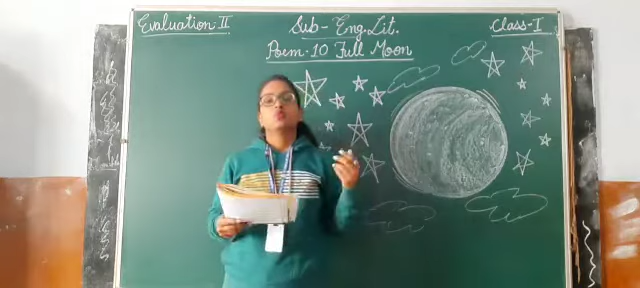 Evaluation II
Sub- Eng. Lit.
Class-I
Poem-10 Full Moon